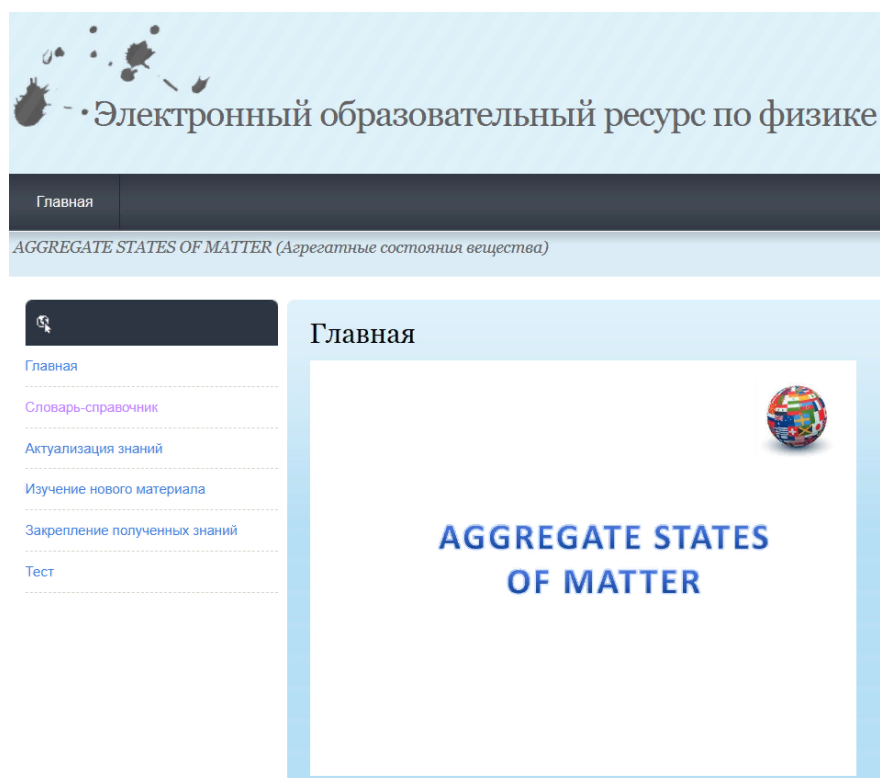 Электронный образовательный ресурс по физике
Главная
AGGREGATE STATES OF MATTER (Агрегатные состояния вещества)
Главная
Словарь-справочник
Актуализация знаний
Изучение нового материала
Закрепление полученных знаний
Тест
Главная
AGGREGATE STATES
OF MATTER